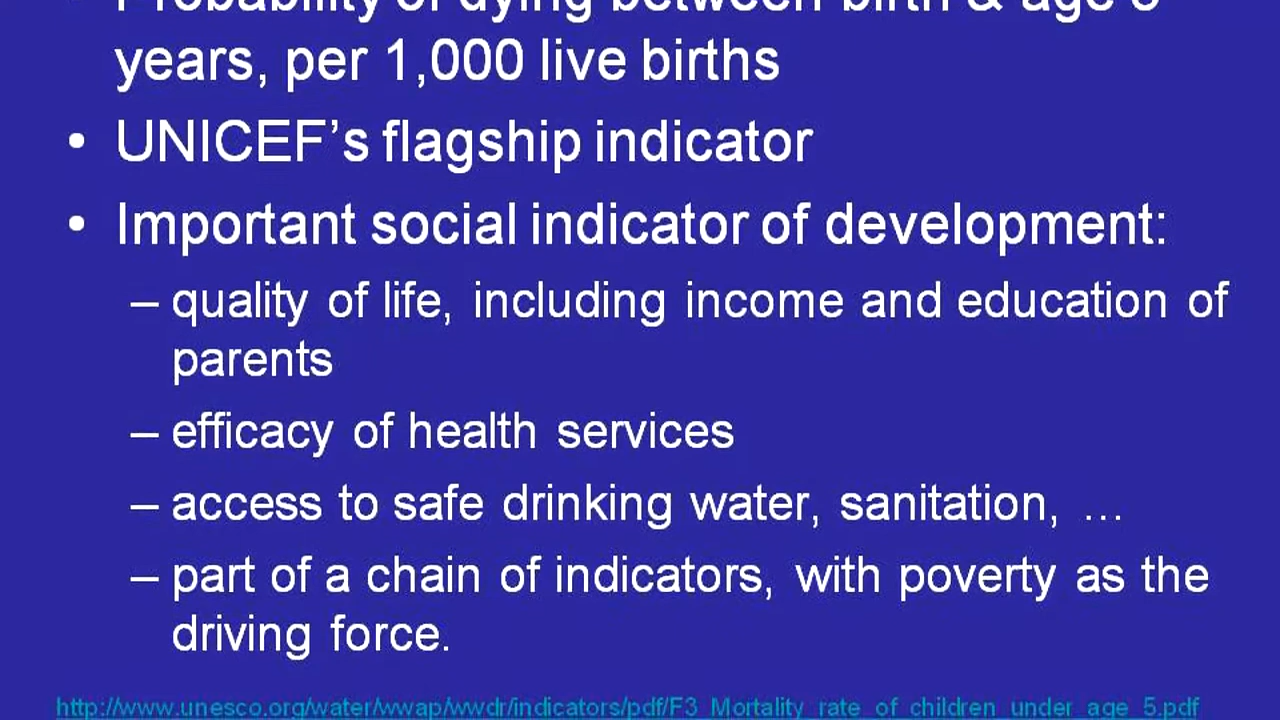 Probability of dying between birth & age 5
years, per 1,000 live births
• UNICEF's flagship indicator
• Important social indicator of development:
– quality of life, including income and education of
parents
– efficacy of health services
– access to safe drinking water, sanitation, …
– part of a chain of indicators, with poverty as the
driving force.
http://www.unesco.org/water/wwap/wwdr/indicators/pdf/F3_Mortality_rate_of_children_under_age_5.pdf